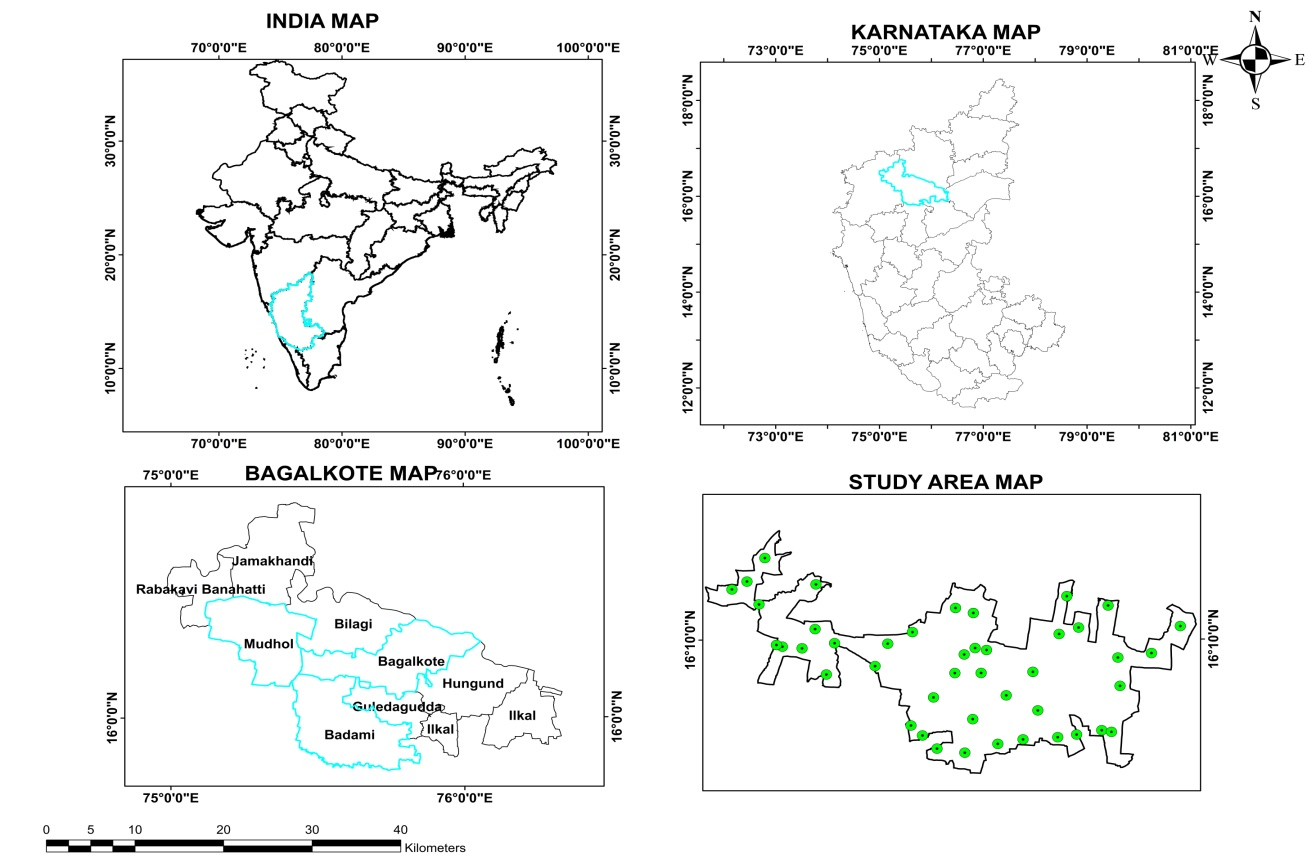 INDIA MAP
70°0'0"E 80°0'0"E 90°0'0"E 100°0'0"E
30°0'0"N 30°0'0"N
20°0'0"N 20°0'0"N
10°0'0"N 10°0'0"N
70°0'0"E 80°0'0"E 90°0'0"E 100°0'0"E
KARNATAKA MAP
73°0'0"E 75°0'0"E 77°0'0"E 79°0'0"E 81°0'0"E
N
W E
S
18°0'0"N 18°0'0"N
16°0'0"N 16°0'0"N
14°0'0"N 14°0'0"N
12°0'0"N 12°0'0"N
73°0'0"E 75°0'0"E 77°0'0"E 79°0'0"E 81°0'0"E
BAGALKOTE MAP
75°0'0"E 76°0'0"E
Jamakhandi
Rabakavi Banahatti
Bilagi
Mudhol
Bagalkote
Hungund
Guledagudda
Ilkal
Ilkal
Badami
16°0'0"N 16°0'0"N
75°0'0"E 76°0'0"E
STUDY AREA MAP
16°10'0"N 16°10'0"N
0 5 10 20 30 40
Kilometers